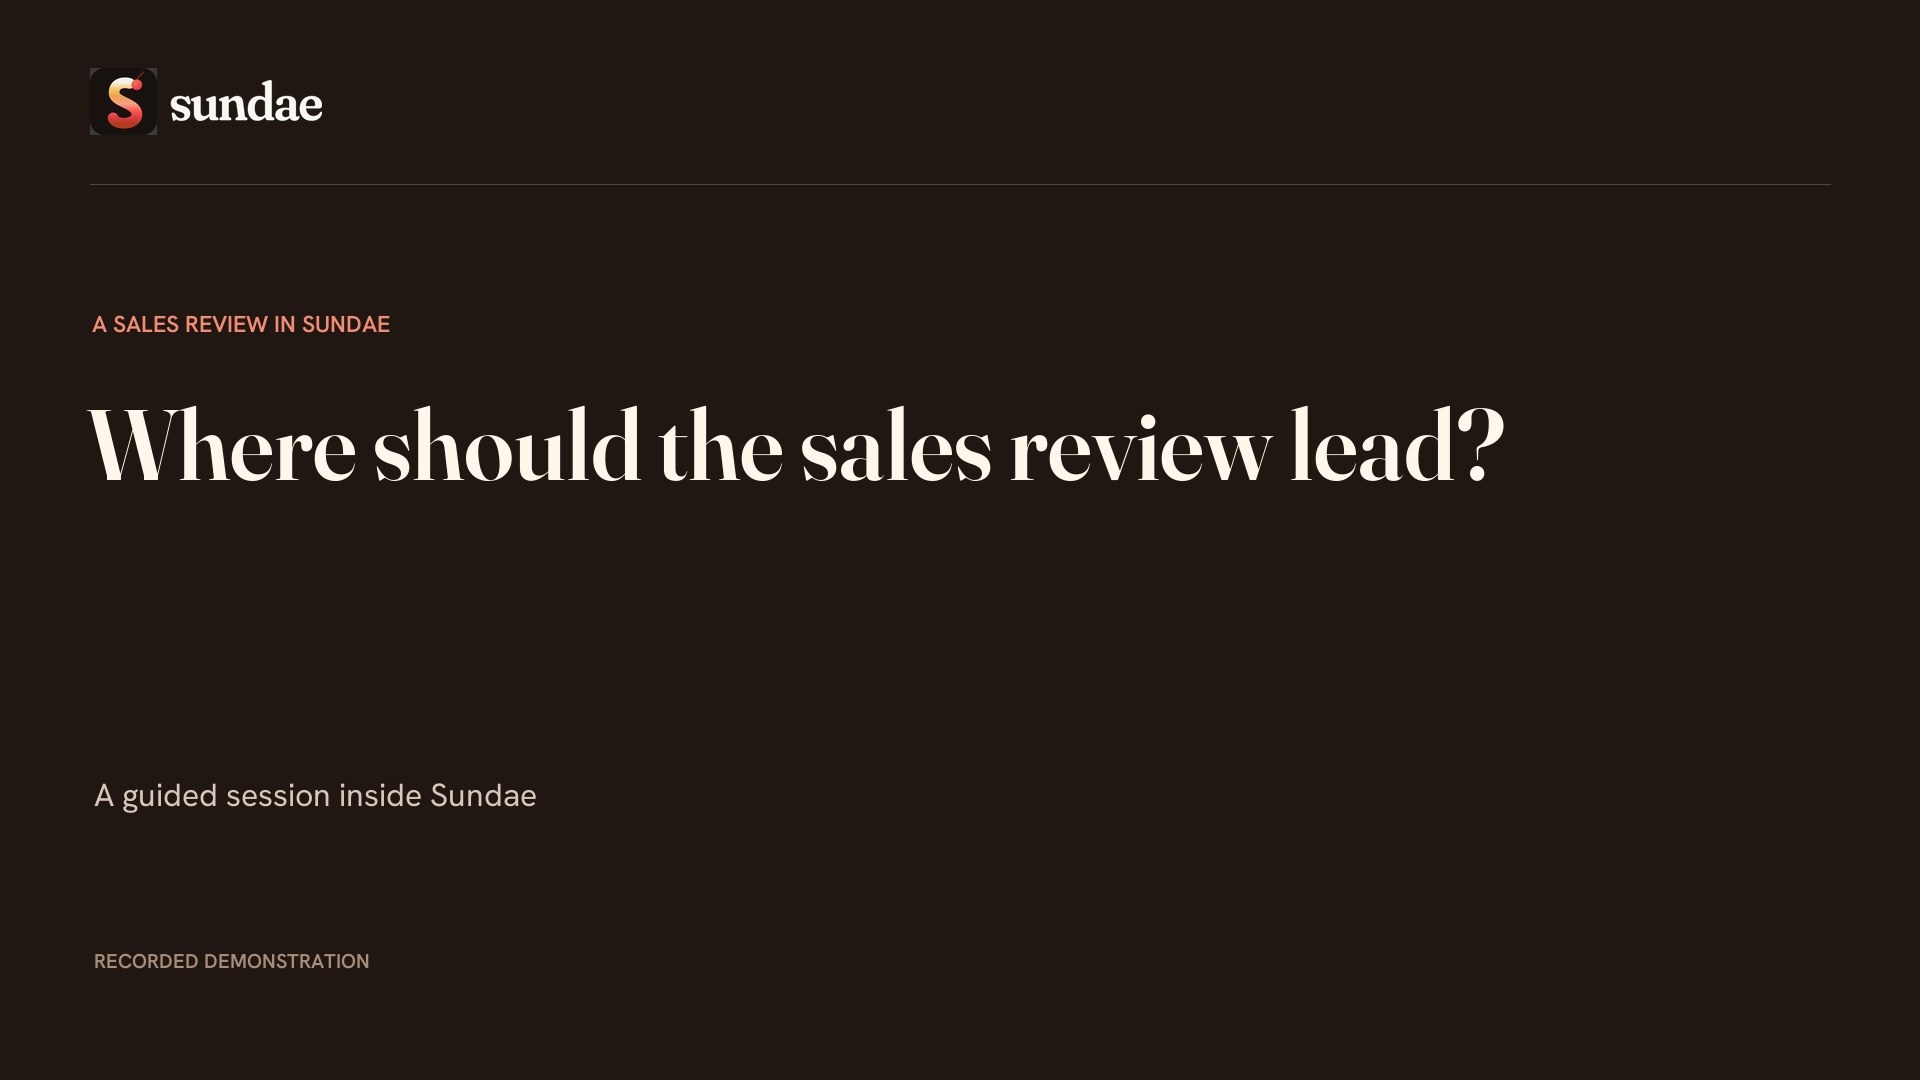 sundae
A SALES REVIEW IN SUNDAE
Where should the sales review lead?
A guided session inside Sundae
RECORDED DEMONSTRATION